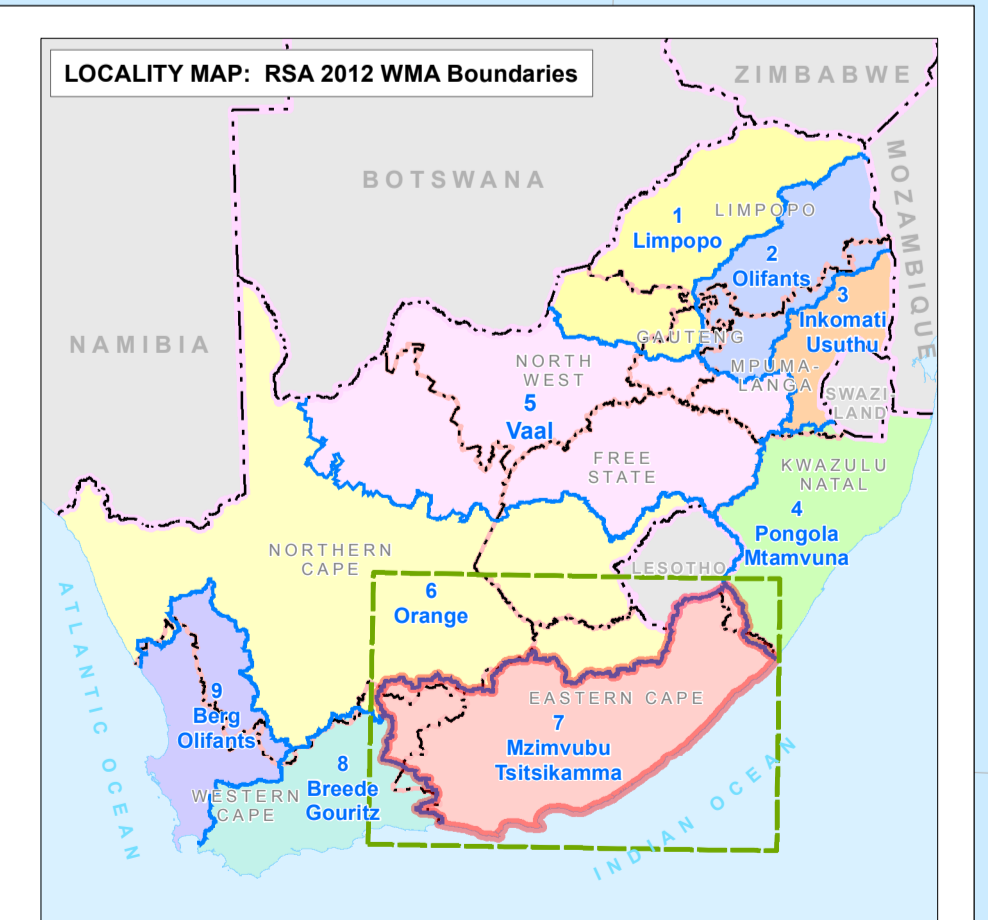 LOCALITY MAP: RSA 2012 WMA Boundaries
ZIMBABWE
BOTSWANA
MOZAMBIQUE
NAMIBIA
1
Limpopo
LIMPOPO
2
Olifants
3
Inkomati
Usuthu
GAUTENG
MPUMA-
LANGA
SWAZI-
LAND
NORTH
WEST
5
Vaal
FREE
STATE
KWAZULU
NATAL
4
Pongola
Mtamvuna
NORTHERN
CAPE
LESOTHO
6
Orange
ATLANTIC OCEAN
9
Berg
Olifants
EASTERN CAPE
7
Mzimvubu
Tsitsikamma
8
Breede
Gouritz
WESTERN
CAPE
INDIAN OCEAN